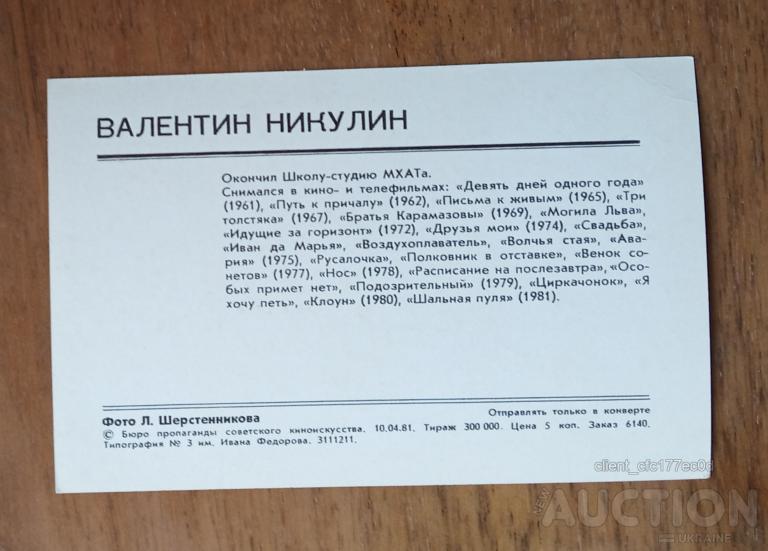 ВАЛЕНТИН НИКУЛИН
Окончил Школу-студию МХАТа.
Снимался в кино- и телефильмах: «Девять дней одного года»
(1961), «Путь к причалу» (1962), «Письма к живым» (1965), «Три
толстяка» (1967), «Братья Карамазовы» (1969), «Могила Льва»,
«Идущие за горизонт» (1972), «Друзья мои» (1974), «Свадьба»,
«Иван да Марья», «Воздухоплаватель», «Волчья стая», «Ава-
рия» (1975), «Русалочка», «Полковник в отставке», «Венок со-
нетов» (1977), «Нос» (1978), «Расписание на послезавтра», «Осо-
бых примет нет», «Подозрительный» (1979), «Циркачонок», «Я
хочу петь», «Клоун» (1980), «Шальная пуля» (1981).
Фото Л. Шерстенникова
Отправлять только в конверте
© Бюро пропаганды советского киноискусства. 10.04.81. Тираж 300 000. Цена 5 коп. Заказ 6140.
Типография № 3 им. Ивана Федорова. 3111211.
client_cfc177ec0d
NEW
AUCTION
UKRAINE